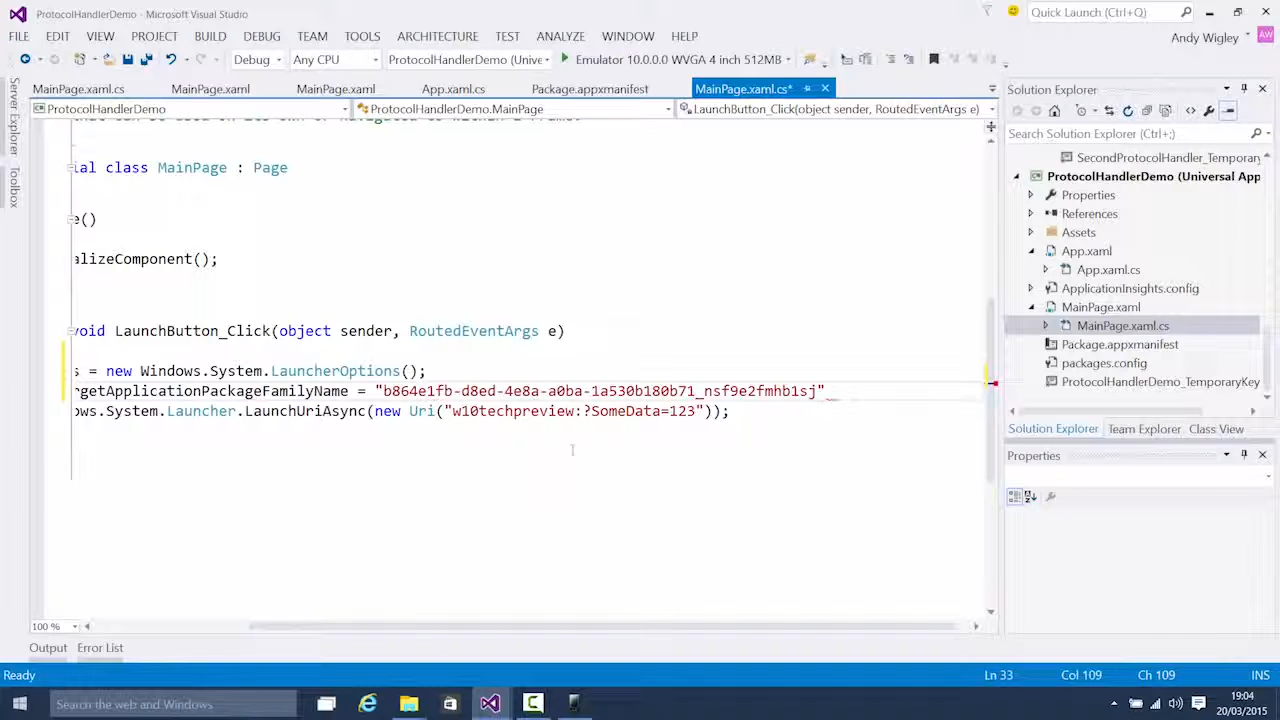 ProtocolHandlerDemo - Microsoft Visual Studio
Quick Launch (Ctrl+Q)
FILE EDIT VIEW PROJECT BUILD DEBUG TEAM TOOLS ARCHITECTURE TEST ANALYZE WINDOW HELP
Andy Wigley AW
Debug Any CPU ProtocolHandlerDemo (Unive Emulator 10.0.0.0 WVGA 4 inch 512MB
MainPage.xaml.cs MainPage.xaml MainPage.xaml App.xaml.cs Package.appxmanifest MainPage.xaml.cs*
ProtocolHandlerDemo ProtocolHandlerDemo.MainPage LaunchButton_Click(object sender, RoutedEventArgs e)
Server Explorer
Toolbox
ial class MainPage : Page
e()
alizeComponent();
void LaunchButton_Click(object sender, RoutedEventArgs e)
s = new Windows.System.LauncherOptions();
rgetApplicationPackageFamilyName = "b864e1fb-d8ed-4e8a-a0ba-1a530b180b71_nsf9e2fmhb1sj"
ows.System.Launcher.LaunchUriAsync(new Uri("w10techpreview:?SomeData=123"));
100 %
Solution Explorer
Search Solution Explorer (Ctrl+;)
SecondProtocolHandler_Temporary
ProtocolHandlerDemo (Universal App
Properties
References
Assets
App.xaml
App.xaml.cs
ApplicationInsights.config
MainPage.xaml
MainPage.xaml.cs
Package.appxmanifest
packages.config
ProtocolHandlerDemo_TemporaryKey
Solution Explorer Team Explorer Class View
Properties
Output Error List
Ready Ln 33 Col 109 Ch 109 INS
Search the web and Windows
19:04
20/03/2015